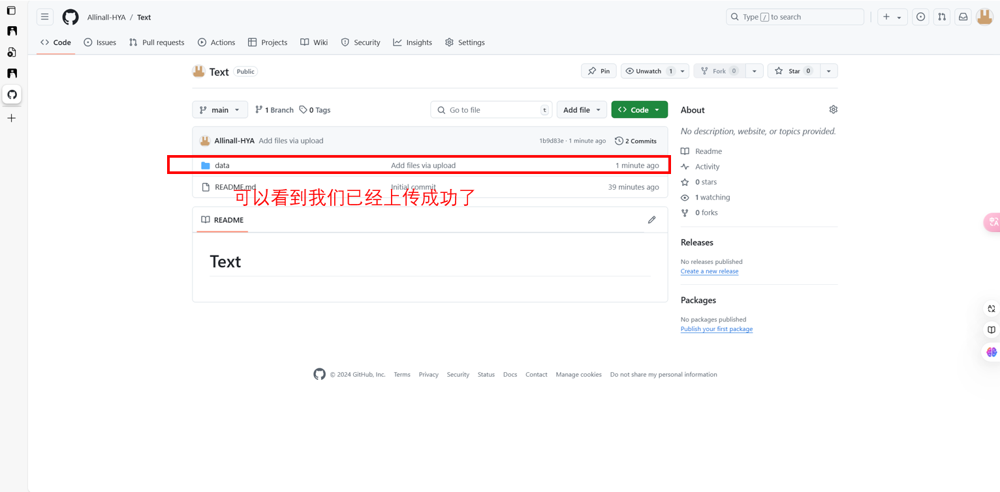 Allinall-HYA / Text
Type / to search
Code Issues Pull requests Actions Projects Wiki Security Insights Settings
Text Public
Pin Unwatch 1 Fork 0 Star 0
main 1 Branch 0 Tags Go to file t Add file Code
Allinall-HYA Add files via upload 1b9d83e · 1 minute ago 2 Commits
data Add files via upload 1 minute ago
README.md Initial commit 39 minutes ago
可以看到我们已经上传成功了
README
Text
About
No description, website, or topics provided.
Readme
Activity
0 stars
1 watching
0 forks
Releases
No releases published
Create a new release
Packages
No packages published
Publish your first package
© 2024 GitHub, Inc. Terms Privacy Security Status Docs Contact Manage cookies Do not share my personal information